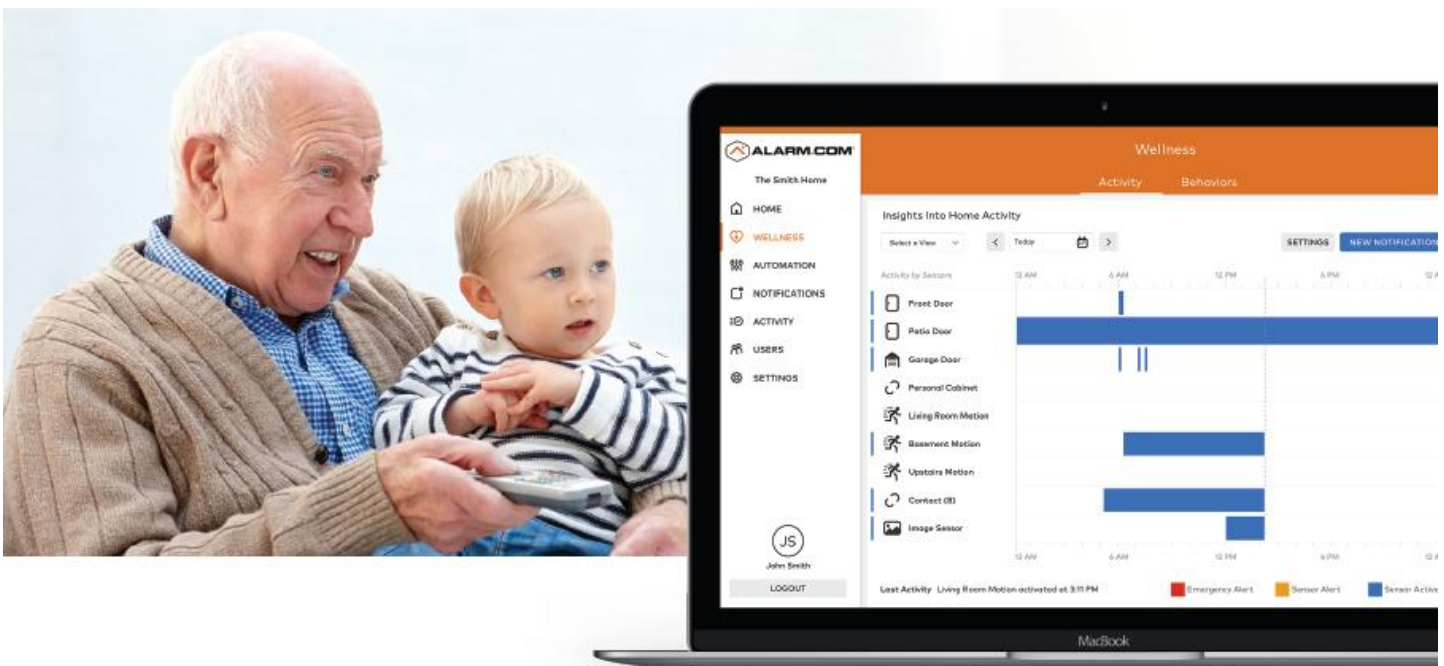 ALARM.COM
The Smith Home
HOME
WELLNESS
AUTOMATION
NOTIFICATIONS
ACTIVITY
USERS
SETTINGS
JS
John Smith
LOGOUT
Wellness
Activity Behaviors
Insights Into Home Activity
Select a View Today SETTINGS NEW NOTIFICATION
Activity by Sensors 12 AM 6 AM 12 PM 6 PM 12 A
Front Door
Patio Door
Garage Door
Personal Cabinet
Living Room Motion
Basement Motion
Upstairs Motion
Contact (8)
Image Sensor
12 AM 6 AM 12 PM 6 PM 12 A
Last Activity Living Room Motion activated at 3:11 PM Emergency Alert Sensor Alert Sensor Active
MacBook